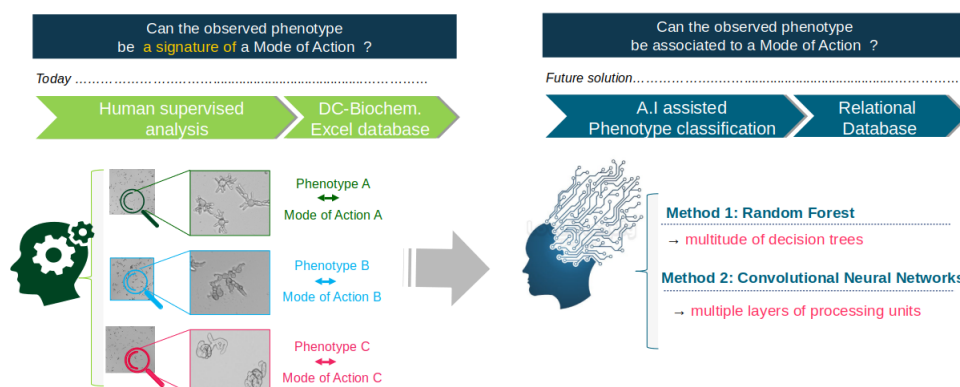 Can the observed phenotype
be a signature of a Mode of Action ?
Today ……………………………………………………
Human supervised
analysis
DC-Biochem.
Excel database
Phenotype A
Mode of Action A
Phenotype B
Mode of Action B
Phenotype C
Mode of Action C
Can the observed phenotype
be associated to a Mode of Action ?
Future solution……………………………………………………
A.I assisted
Phenotype classification
Relational
Database
Method 1: Random Forest
→ multitude of decision trees
Method 2: Convolutional Neural Networks
→ multiple layers of processing units